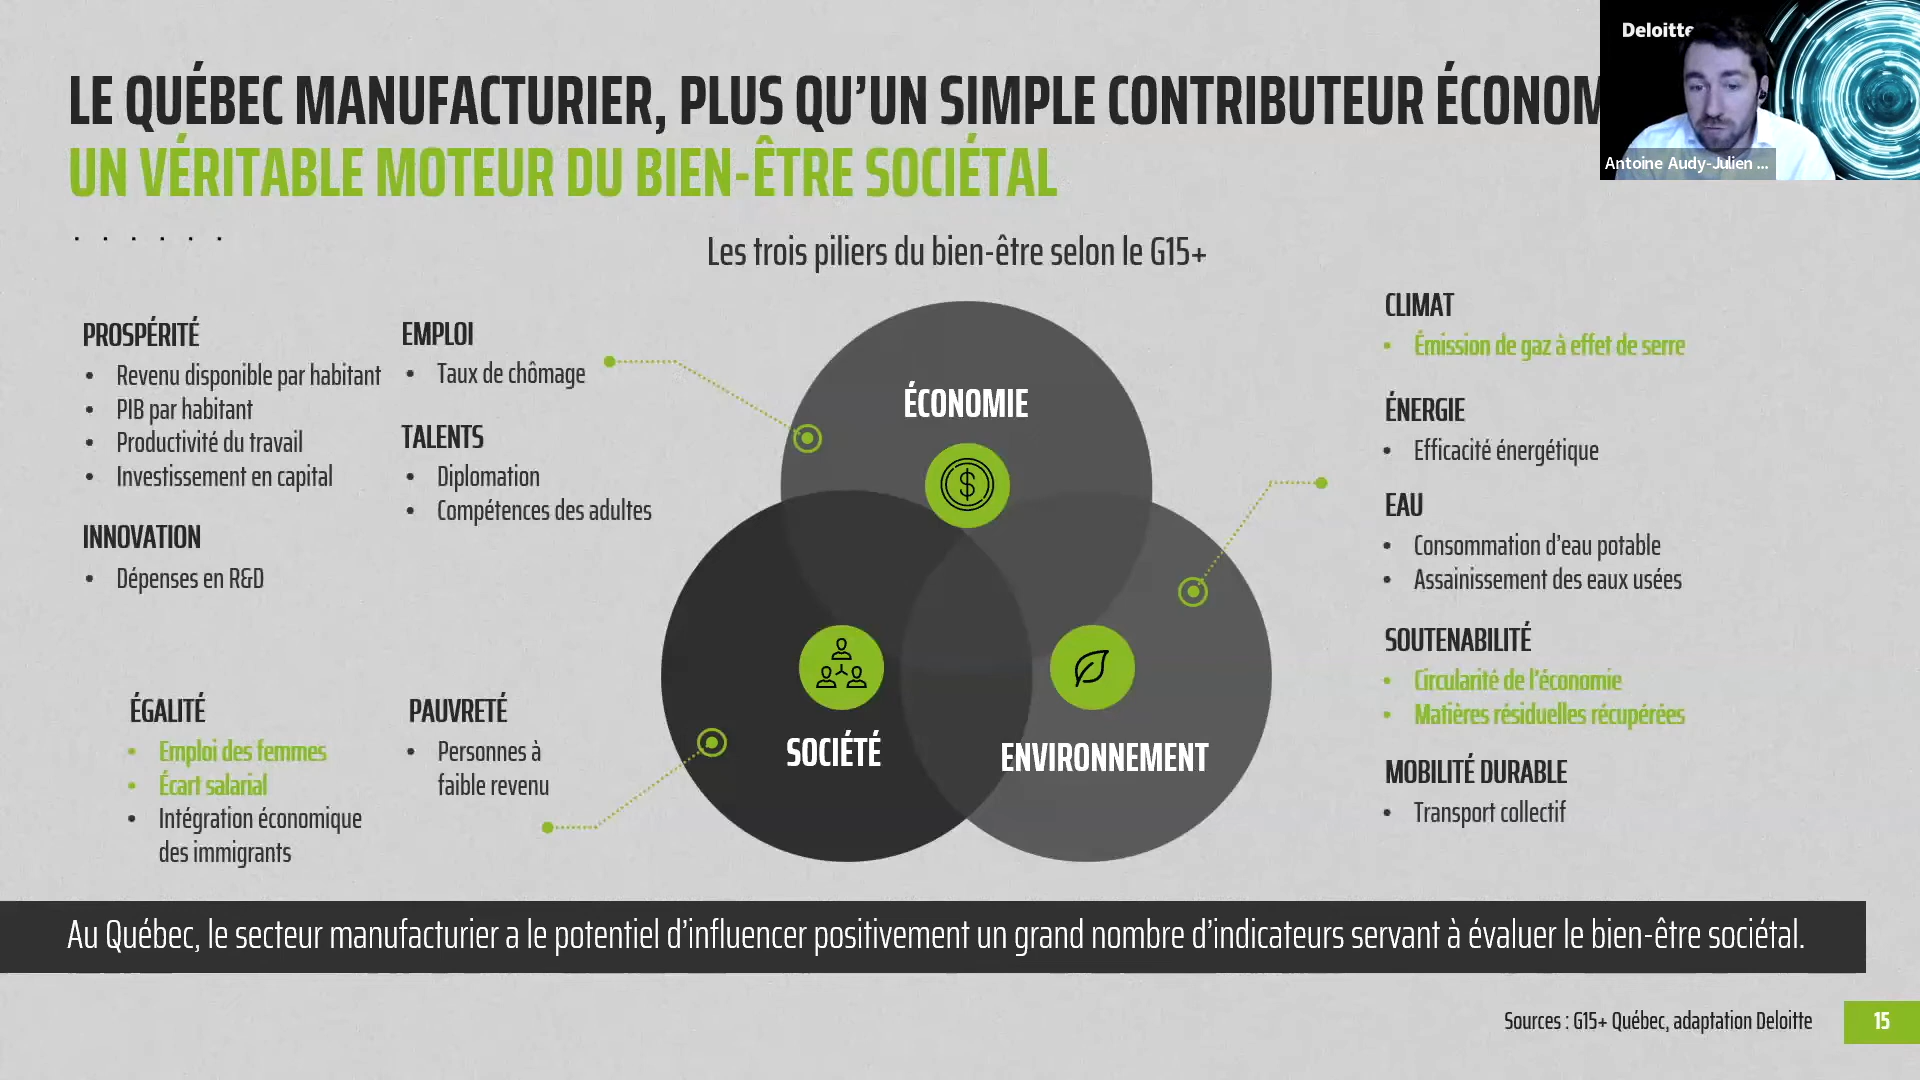 LE QUÉBEC MANUFACTURIER, PLUS QU'UN SIMPLE CONTRIBUTEUR
UN VÉRITABLE MOTEUR DU BIEN-ÊTRE SOCIÉTAL
Deloitte
Antoine Audy-Julien ...
Les trois piliers du bien-être selon le G15+
PROSPÉRITÉ
• Revenu disponible par habitant
• PIB par habitant
• Productivité du travail
• Investissement en capital
INNOVATION
• Dépenses en R&D
EMPLOI
• Taux de chômage
TALENTS
• Diplomation
• Compétences des adultes
ÉGALITÉ
• Emploi des femmes
• Écart salarial
• Intégration économique
des immigrants
PAUVRETÉ
• Personnes à
faible revenu
ÉCONOMIE
$
SOCIÉTÉ
ENVIRONNEMENT
CLIMAT
• Émission de gaz à effet de serre
ÉNERGIE
• Efficacité énergétique
EAU
• Consommation d'eau potable
• Assainissement des eaux usées
SOUTENABILITÉ
• Circularité de l'économie
• Matières résiduelles récupérées
MOBILITÉ DURABLE
• Transport collectif
Au Québec, le secteur manufacturier a le potentiel d'influencer positivement un grand nombre d'indicateurs servant à évaluer le bien-être sociétal.
Sources : G15+ Québec, adaptation Deloitte
15